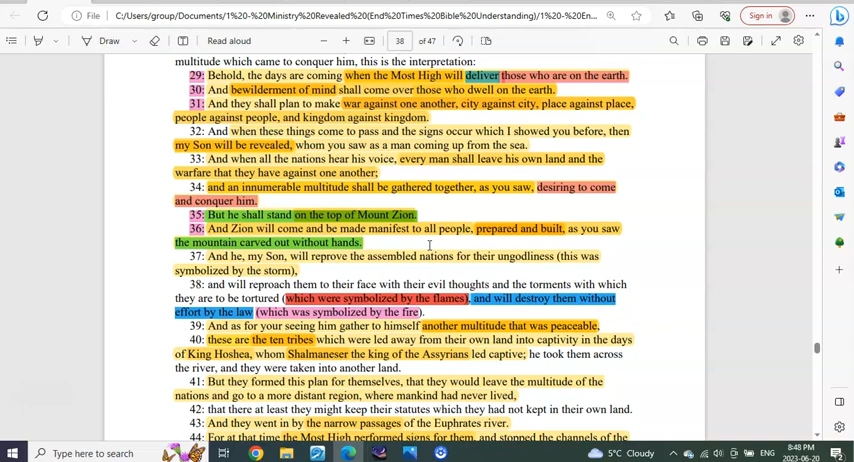 File
C:/Users/group/Documents/1%20-%20Ministry%20Revealed(End%20Times%20Bible%20Understanding)/1%20-%20En...
Sign in
Draw
Read aloud
38 of 47
multitude which came to conquer him, this is the interpretation:
29: Behold, the days are coming when the Most High will deliver those who are on the earth.
30: And bewilderment of mind shall come over those who dwell on the earth.
31: And they shall plan to make war against one another, city against city, place against place,
people against people, and kingdom against kingdom.
32: And when these things come to pass and the signs occur which I showed you before, then
my Son will be revealed, whom you saw as a man coming up from the sea.
33: And when all the nations hear his voice, every man shall leave his own land and the
warfare that they have against one another;
34: and an innumerable multitude shall be gathered together, as you saw, desiring to come
and conquer him.
35: But he shall stand on the top of Mount Zion.
36: And Zion will come and be made manifest to all people, prepared and built, as you saw
the mountain carved out without hands.
37: And he, my Son, will reprove the assembled nations for their ungodliness (this was
symbolized by the storm),
38: and will reproach them to their face with their evil thoughts and the torments with which
they are to be tortured (which were symbolized by the flames), and will destroy them without
effort by the law (which was symbolized by the fire).
39: And as for your seeing him gather to himself another multitude that was peaceable,
40: these are the ten tribes which were led away from their own land into captivity in the days
of King Hoshea, whom Shalmaneser the king of the Assyrians led captive; he took them across
the river, and they were taken into another land.
41: But they formed this plan for themselves, that they would leave the multitude of the
nations and go to a more distant region, where mankind had never lived,
42: that there at least they might keep their statutes which they had not kept in their own land.
43: And they went in by the narrow passages of the Euphrates river.
44: For at that time the Most High performed signs for them, and stopped the channels of the
Type here to search
5°C Cloudy
ENG
8:48 PM
2023-06-20